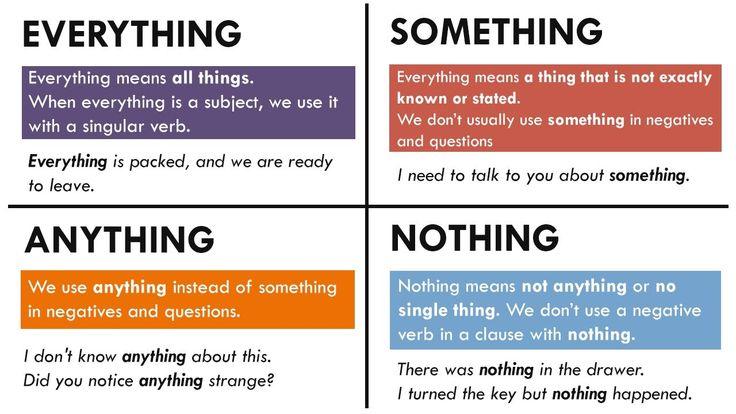 EVERYTHING
Everything means all things.
When everything is a subject, we use it
with a singular verb.
Everything is packed, and we are ready
to leave.
SOMETHING
Everything means a thing that is not exactly
known or stated.
We don't usually use something in negatives
and questions
I need to talk to you about something.
ANYTHING
We use anything instead of something
in negatives and questions.
I don't know anything about this.
Did you notice anything strange?
NOTHING
Nothing means not anything or no
single thing. We don't use a negative
verb in a clause with nothing.
There was nothing in the drawer.
I turned the key but nothing happened.